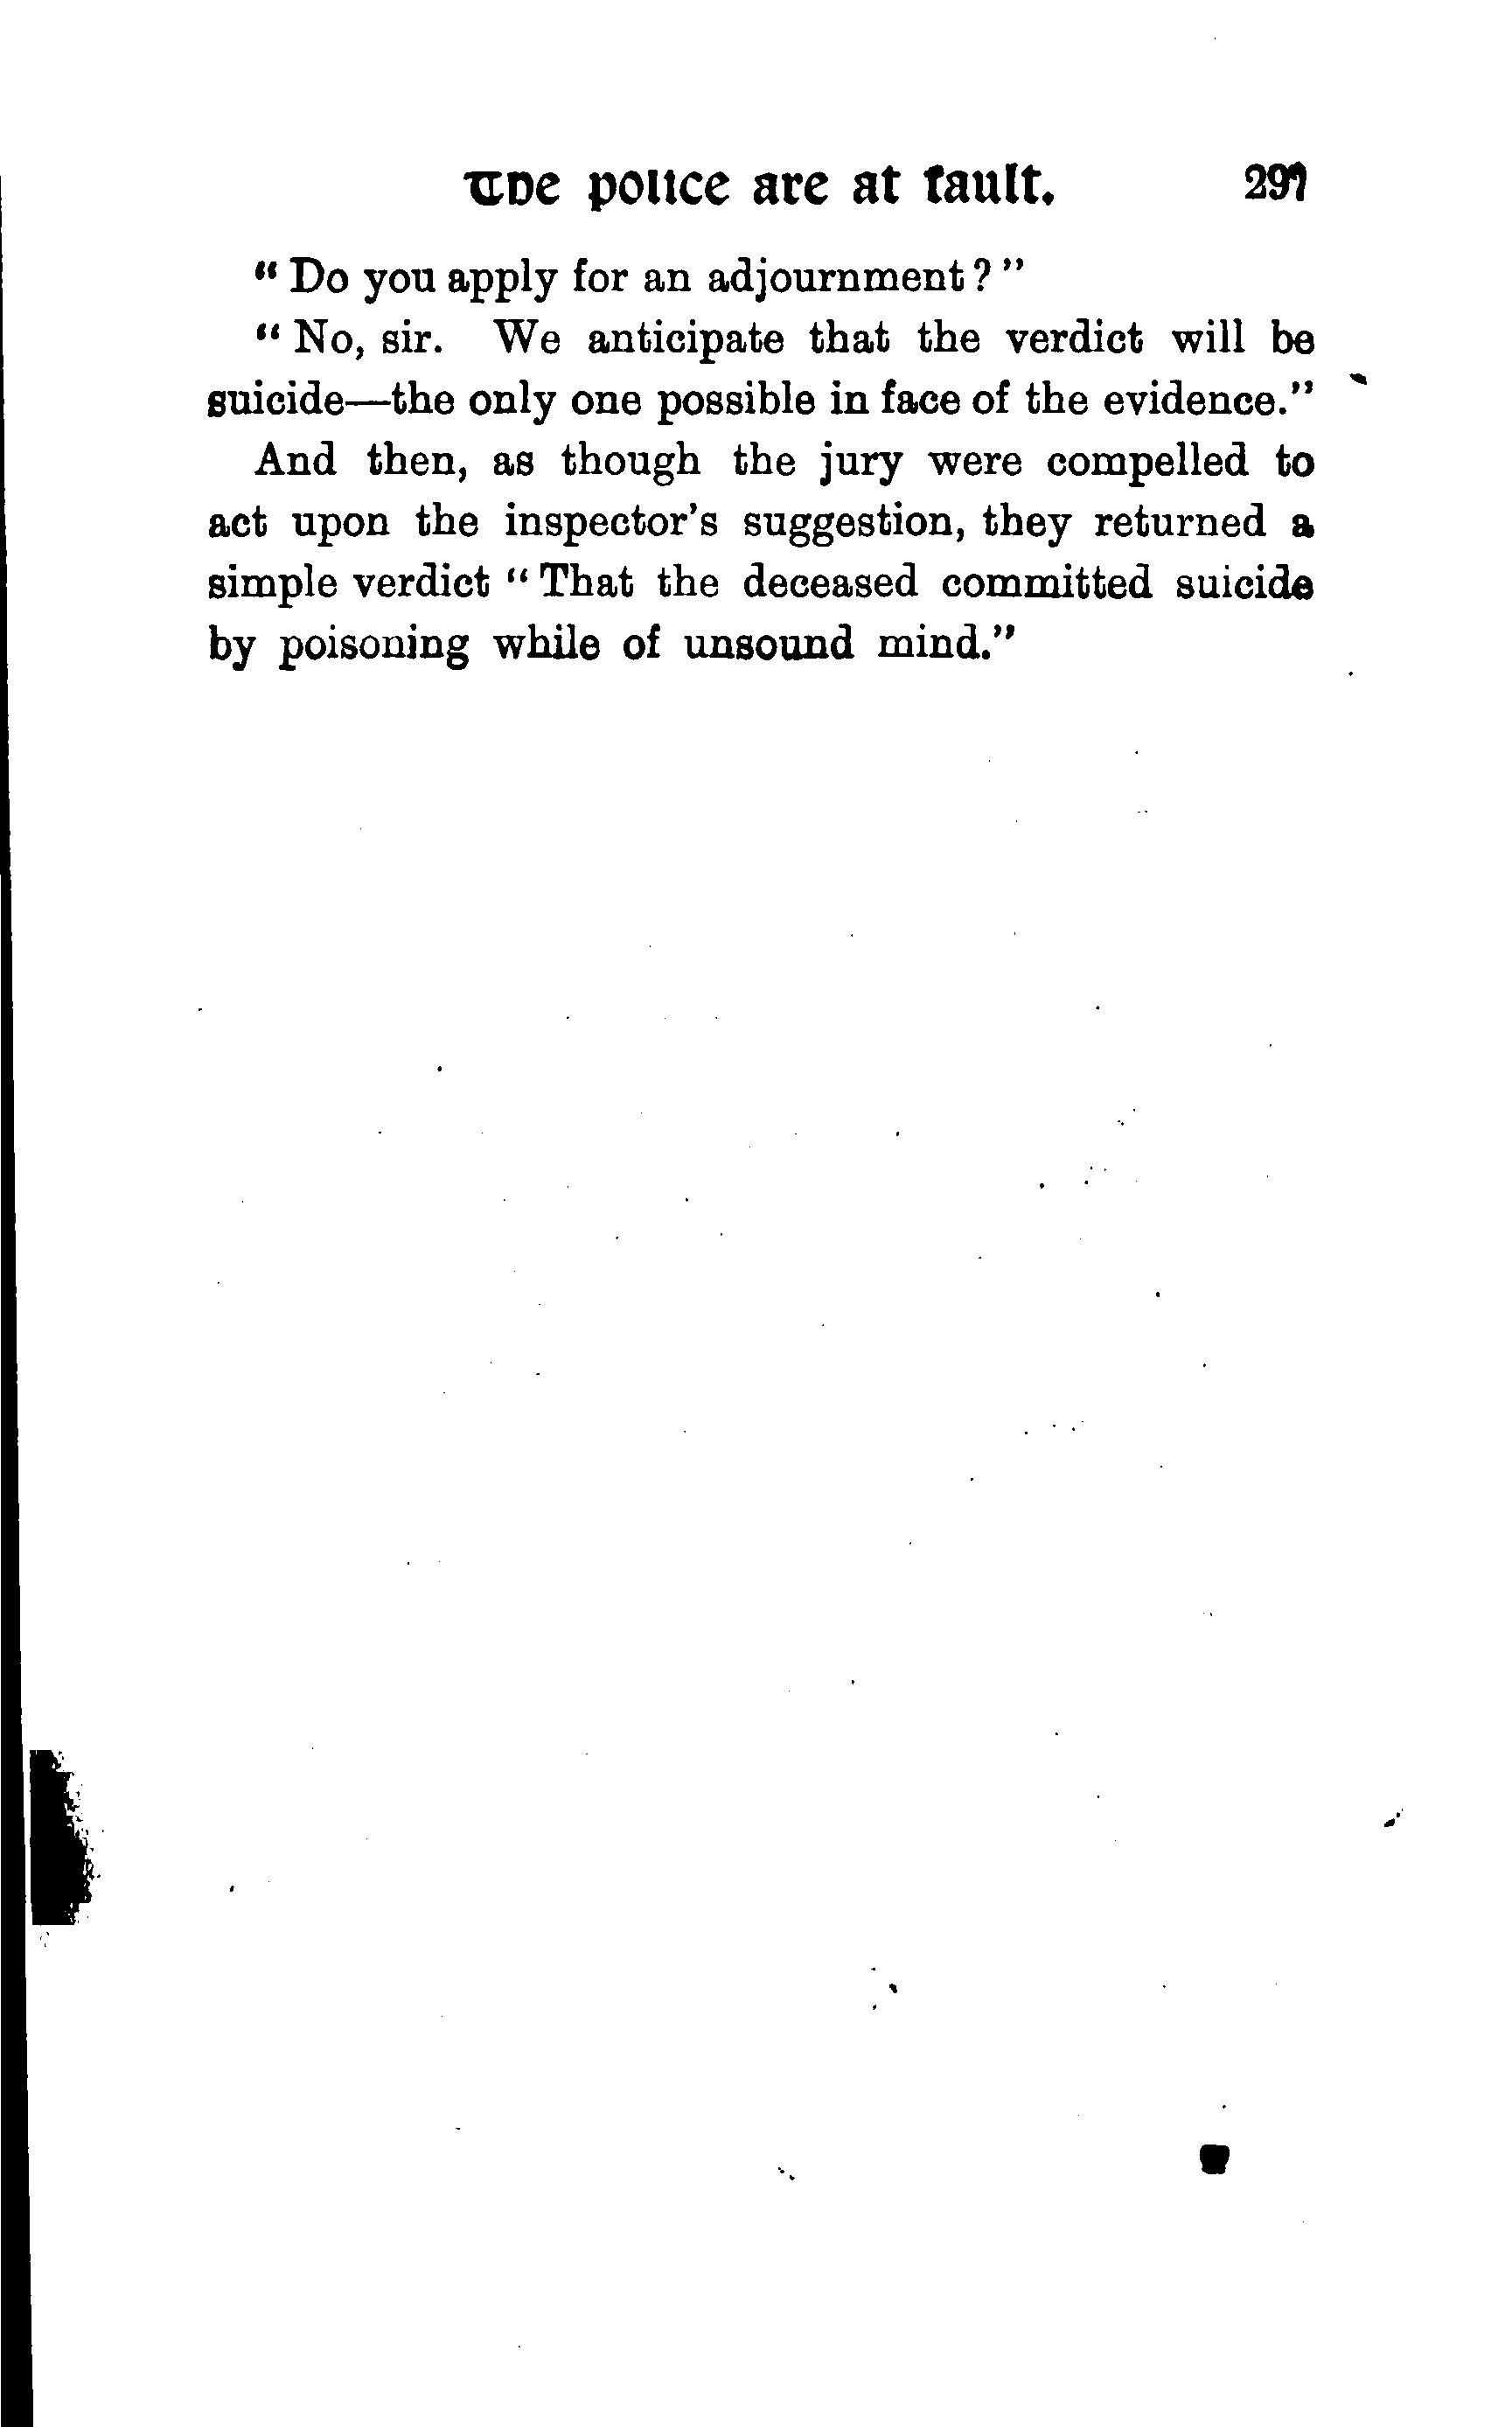 The police are at fault. 297
" Do you apply for an adjournment ? "
" No, sir. We anticipate that the verdict will be
suicide—the only one possible in face of the evidence."
And then, as though the jury were compelled to
act upon the inspector's suggestion, they returned a
simple verdict " That the deceased committed suicide
by poisoning while of unsound mind."